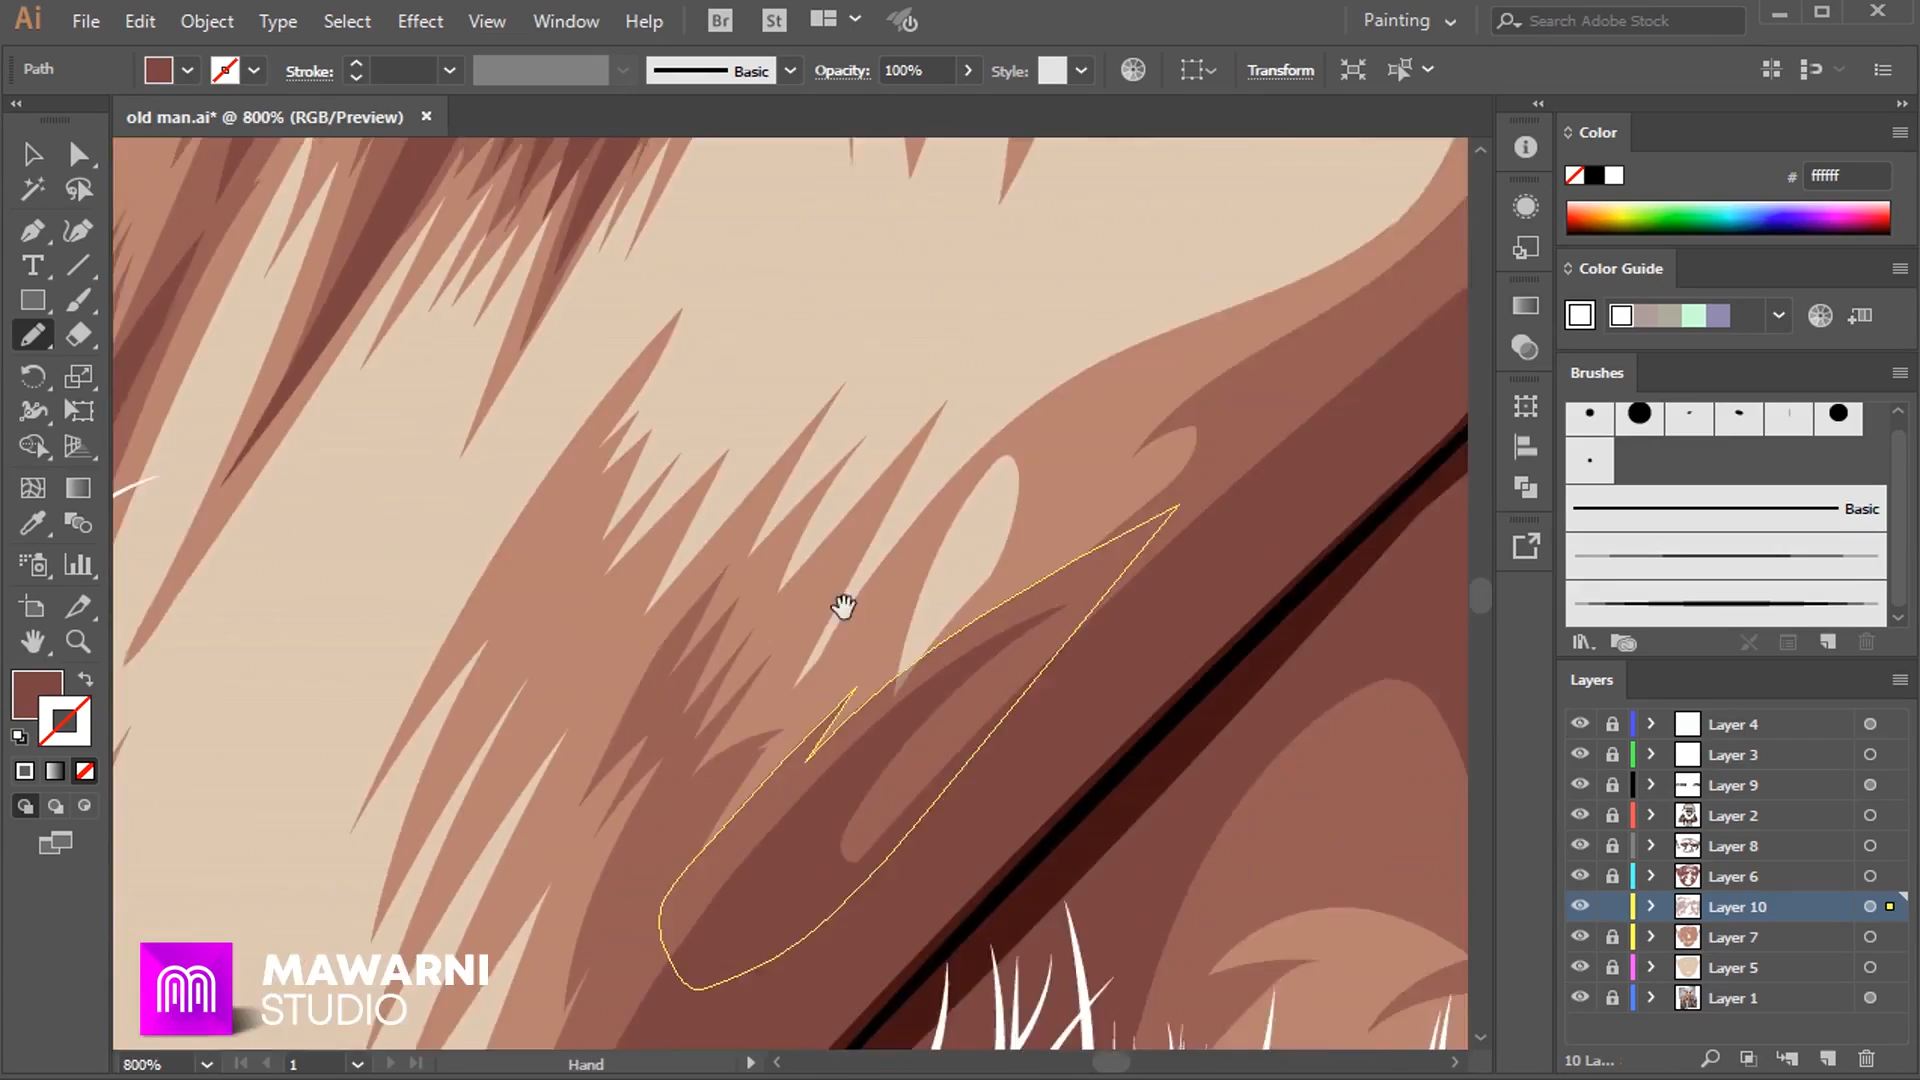 Ai File Edit Object Type Select Effect View Window Help Br St Painting Search Adobe Stock
Path Stroke: Basic Opacity: 100% Style: Transform
old man.ai* @ 800% (RGB/Preview)
Color
# ffffff
Color Guide
Brushes
Basic
Layers
Layer 4
Layer 3
Layer 9
Layer 2
Layer 8
Layer 6
Layer 10
Layer 7
Layer 5
Layer 1
10 La...
MAWARNI
STUDIO
800% 1 Hand